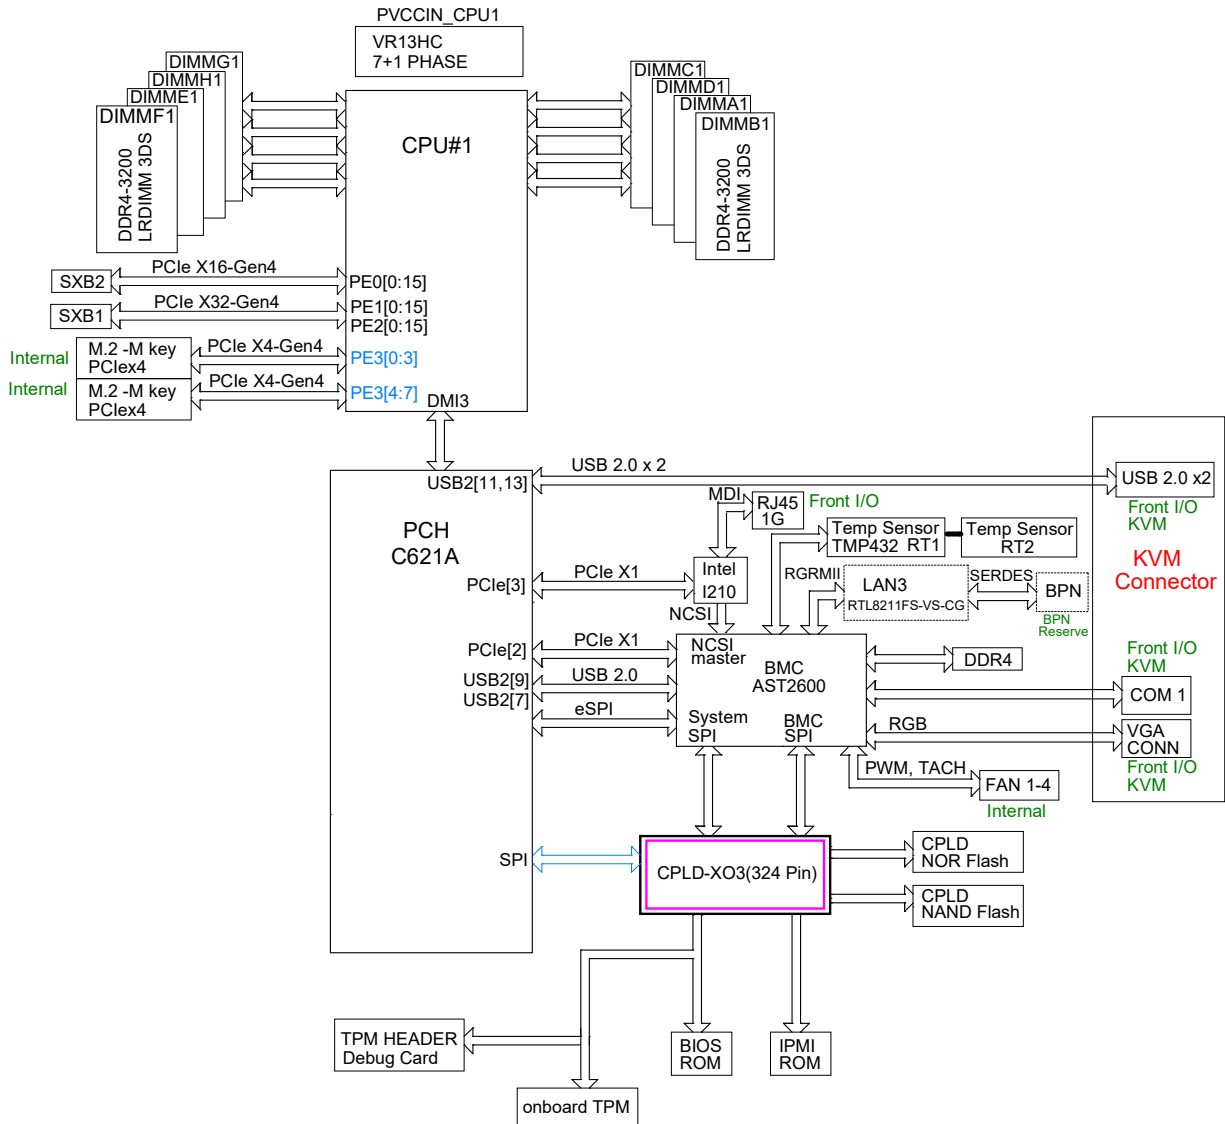 PVCCIN_CPU1
VR13HC
7+1 PHASE
DIMMG1
DIMMH1
DIMME1
DIMMF1
DDR4-3200
LRDIMM 3DS
CPU#1
DIMMC1
DIMMD1
DIMMA1
DIMMB1
DDR4-3200
LRDIMM 3DS
SXB2
PCIe X16-Gen4
PE0[0:15]
SXB1
PCIe X32-Gen4
PE1[0:15]
PE2[0:15]
Internal
M.2 -M key
PCIex4
PCIe X4-Gen4
PE3[0:3]
Internal
M.2 -M key
PCIex4
PCIe X4-Gen4
PE3[4:7]
DMI3
USB2[11,13]
USB 2.0 x 2
USB 2.0 x2
Front I/O
KVM
KVM
Connector
PCH
C621A
MDI
RJ45
1G
Front I/O
Temp Sensor
TMP432 RT1
Temp Sensor
RT2
PCIe[3]
PCIe X1
Intel
I210
NCSI
RGRMII
LAN3
RTL8211FS-VS-CG
SERDES
BPN
BPN
Reserve
PCIe[2]
PCIe X1
NCSI
master
BMC
AST2600
DDR4
Front I/O
KVM
COM 1
USB2[9]
USB2[7]
USB 2.0
eSPI
System
SPI
BMC
SPI
RGB
VGA
CONN
Front I/O
KVM
PWM, TACH
FAN 1-4
Internal
SPI
CPLD-XO3(324 Pin)
CPLD
NOR Flash
CPLD
NAND Flash
TPM HEADER
Debug Card
BIOS
ROM
IPMI
ROM
onboard TPM